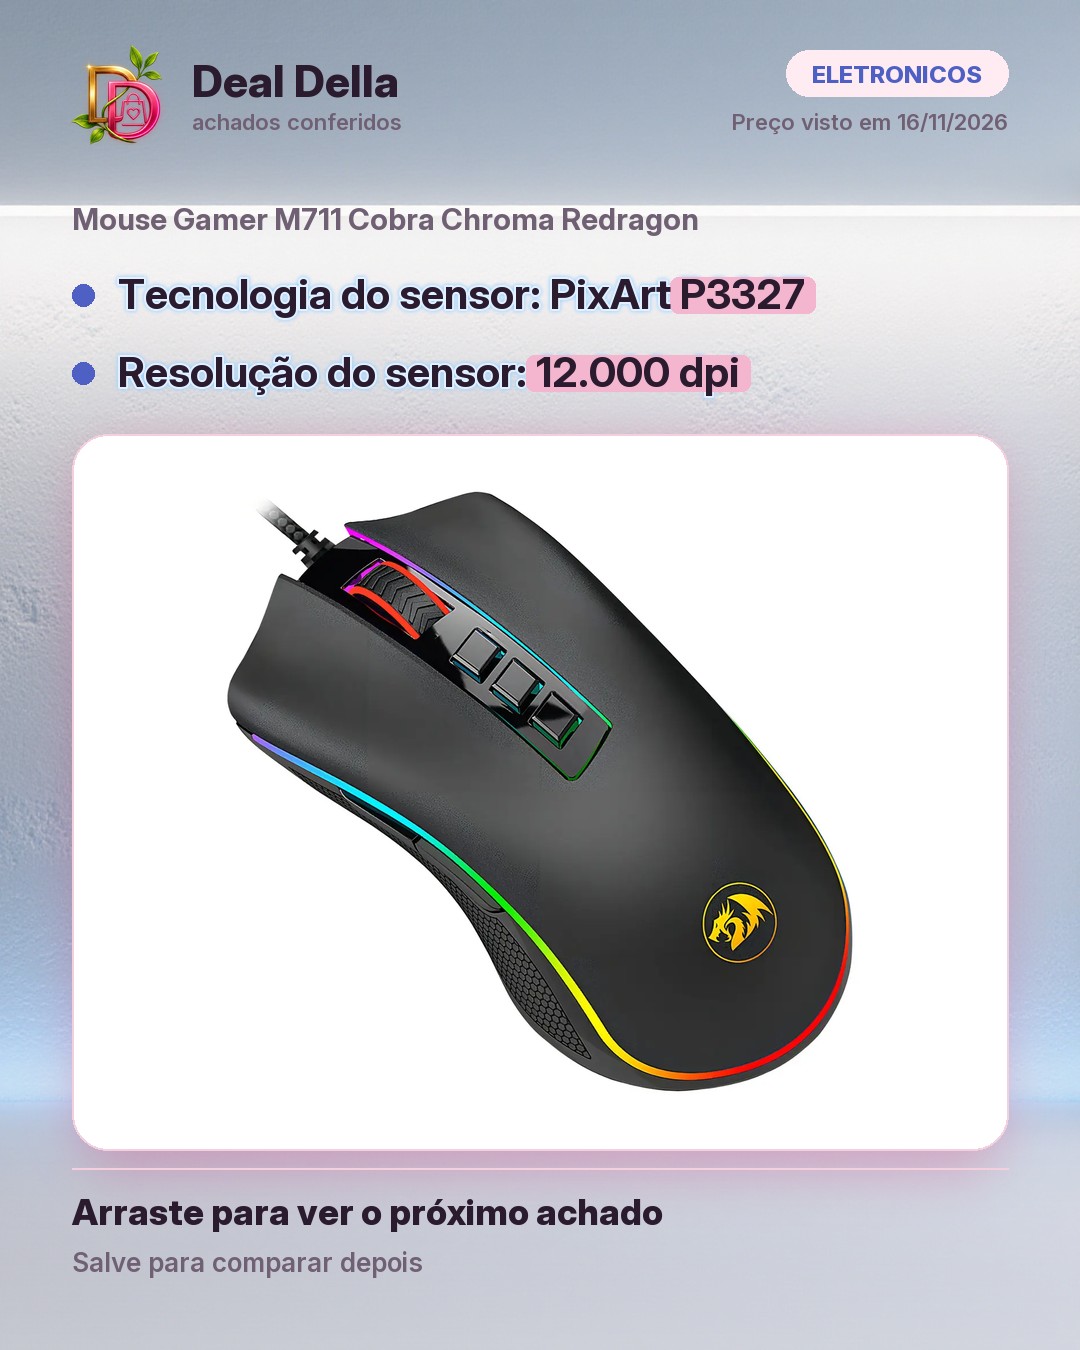 Deal Della
achados conferidos
ELETRONICOS
Preço visto em 16/11/2026
Mouse Gamer M711 Cobra Chroma Redragon
Tecnologia do sensor: PixArt P3327
Resolução do sensor: 12.000 dpi
Arraste para ver o próximo achado
Salve para comparar depois